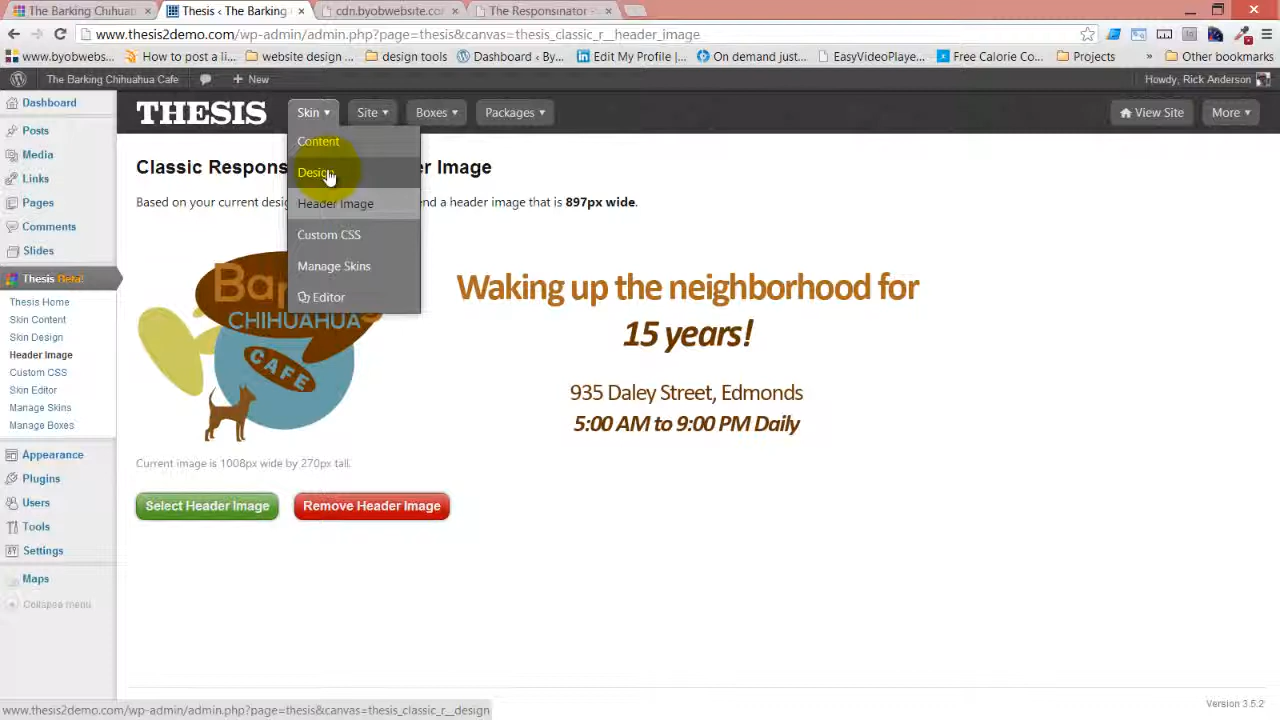 The Barking Chihuahu
Thesis ‹ The Barking
cdn.byobwebsite.co
The Responsinator -
www.thesis2demo.com/wp-admin/admin.php?page=thesis&canvas=thesis_classic_r__header_image
www.byobwebs...
How to post a li...
website design ...
design tools
Dashboard ‹ By...
Edit My Profile |...
On demand just...
EasyVideoPlaye...
Free Calorie Co...
Projects
»
Other bookmarks
The Barking Chihuahua Cafe
+ New
Howdy, Rick Anderson
Dashboard
Posts
Media
Links
Pages
Comments
Slides
Thesis Beta!
Thesis Home
Skin Content
Skin Design
Header Image
Custom CSS
Skin Editor
Manage Skins
Manage Boxes
Appearance
Plugins
Users
Tools
Settings
Maps
Collapse menu
THESIS
Skin ▾
Site ▾
Boxes ▾
Packages ▾
View Site
More ▾
Content
Design
Header Image
Custom CSS
Manage Skins
Editor
Classic Respons
r Image
Based on your current desi
nd a header image that is 897px wide.
Ba
CHIHUAHUA
CAFE
Waking up the neighborhood for
15 years!
935 Daley Street, Edmonds
5:00 AM to 9:00 PM Daily
Current image is 1008px wide by 270px tall.
Select Header Image
Remove Header Image
Version 3.5.2
www.thesis2demo.com/wp-admin/admin.php?page=thesis&canvas=thesis_classic_r__design